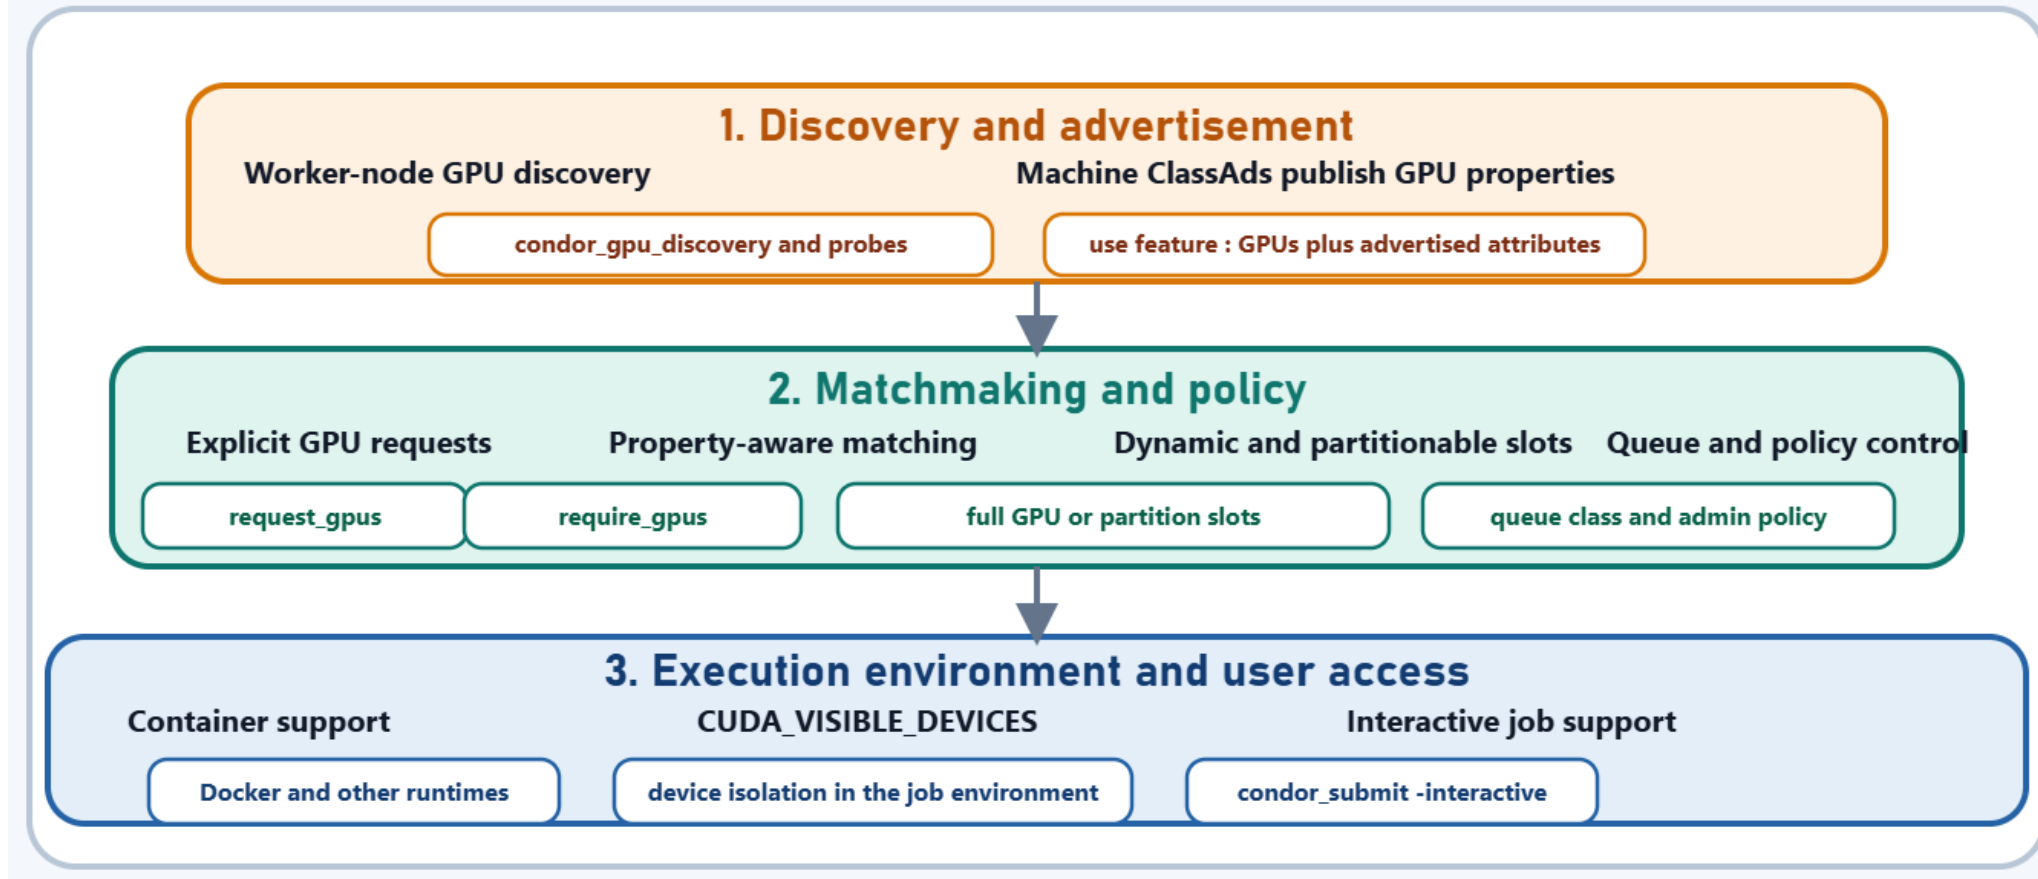 1. Discovery and advertisement
Worker-node GPU discovery
Machine ClassAds publish GPU properties
condor_gpu_discovery and probes
use feature : GPUs plus advertised attributes
2. Matchmaking and policy
Explicit GPU requests
Property-aware matching
Dynamic and partitionable slots
Queue and policy control
request_gpus
require_gpus
full GPU or partition slots
queue class and admin policy
3. Execution environment and user access
Container support
CUDA_VISIBLE_DEVICES
Interactive job support
Docker and other runtimes
device isolation in the job environment
condor_submit -interactive